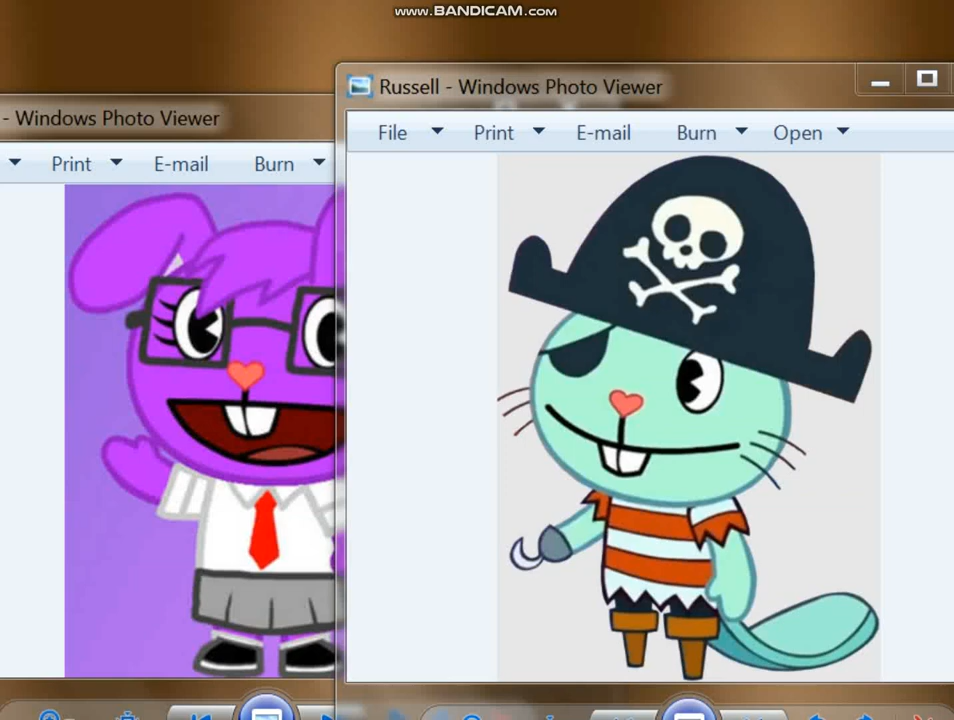 www.BANDICAM.com
Russell - Windows Photo Viewer
- Windows Photo Viewer
File Print E-mail Burn Open
Print E-mail Burn